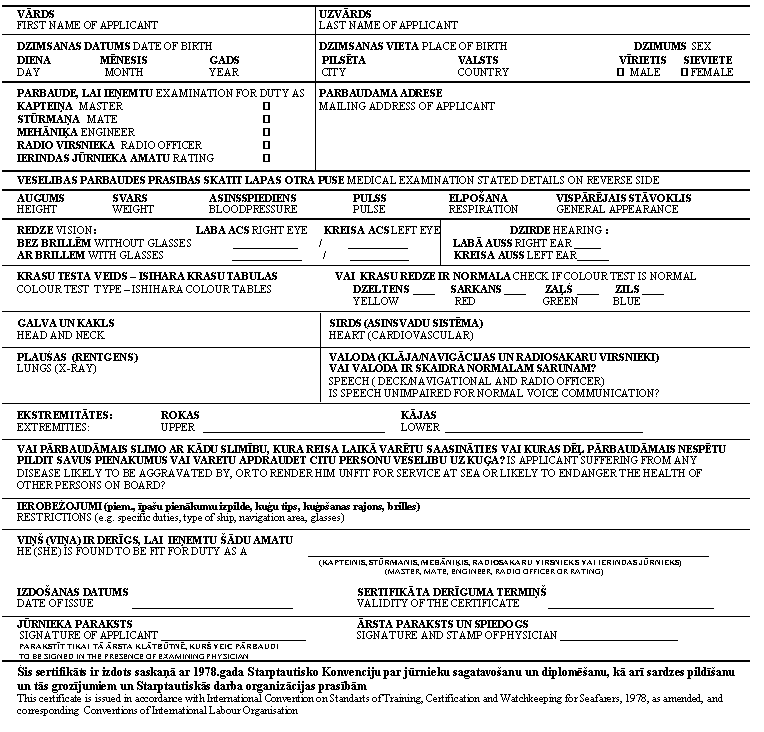 VĀRDS UZVĀRDS
FIRST NAME OF APPLICANT LAST NAME OF APPLICANT
DZIMSANAS DATUMS DATE OF BIRTH DZIMSANAS VIETA PLACE OF BIRTH DZIMUMS SEX
DIENA MĒNESIS GADS PILSĒTA VALSTS VĪRIETIS SIEVIETE
DAY MONTH YEAR CITY COUNTRY MALE FEMALE
PARBAUDE, LAI IEŅEMTU EXAMINATION FOR DUTY AS PARBAUDAMA ADRESE
KAPTEIŅA MASTER MAILING ADDRESS OF APPLICANT
STŪRMAŅA MATE
MEHĀNIĶA ENGINEER
RADIO VIRSNIEKA RADIO OFFICER
IERINDAS JŪRNIEKA AMATU RATING
VESELIBAS PARBAUDES PRASIBAS SKATIT LAPAS OTRA PUSE MEDICAL EXAMINATION STATED DETAILS ON REVERSE SIDE
AUGUMS SVARS ASINSSPIEDIENS PULSS ELPOŠANA VISPĀRĒJAIS STĀVOKLIS
HEIGHT WEIGHT BLOODPRESSURE PULSE RESPIRATION GENERAL APPEARANCE
REDZE VISION: LABA ACS RIGHT EYE KREISA ACS LEFT EYE DZIRDE HEARING :
BEZ BRILLĒM WITHOUT GLASSES ____________ / ____________ LABĀ AUSS RIGHT EAR ____
AR BRILLĒM WITH GLASSES ____________ / ____________ KREISA AUSS LEFT EAR_____
KRASU TESTA VEIDS – ISIHARA KRASU TABULAS VAI KRASU REDZE IR NORMALA CHECK IF COLOUR TEST IS NORMAL
COLOUR TEST TYPE – ISHIHARA COLOUR TABLES DZELTENS ____ SARKANS ____ ZAĻŠ ____ ZILS ____
YELLOW RED GREEN BLUE
GALVA UN KAKLS SIRDS (ASINSVADU SISTĒMA)
HEAD AND NECK HEART (CARDIOVASCULAR)
PLAUŠAS (RENTGENS) VALODA (KLĀJA/NAVIGĀCIJAS UN RADIOSAKARU VIRSNIEKI)
LUNGS (X-RAY) VAI VALODA IR SKAIDRA NORMALAM SARUNAM?
SPEECH ( DECK/NAVIGATIONAL AND RADIO OFFICER)
IS SPEECH UNIMPAIRED FOR NORMAL VOICE COMMUNICATION?
EKSTREMITĀTES: ROKAS KĀJAS
EXTREMITIES: UPPER ____________ LOWER ____________
VAI PĀRBAUDĀMAIS SLIMO AR KĀDU SLIMĪBU, KURA REISA LAIKĀ VARĒTU SAASINĀTIES VAI KURAS DĒĻ PĀRBAUDĀMAIS NESPĒTU
PILDIT SAVUS PIENAKUMUS VAI VARETU APDRAUDET CITU PERSONU VESELIBU UZ KUĢA? IS APPLICANT SUFFERING FROM ANY
DISEASE LIKELY TO BE AGGRAVATED BY, OR TO RENDER HIM UNFIT FOR SERVICE AT SEA OR LIKELY TO ENDANGER THE HEALTH OF
OTHER PERSONS ON BOARD?
IEROBEŽOJUMI (piem., īpašu pienākumu izpilde, kuģu tips, kuģošanas rajons, brilles)
RESTRICTIONS (e.g. specific duties, type of ship, navigation area, glasses)
VIŅŠ (VIŅA) IR DERĪGS, LAI IEŅEMTU ŠĀDU AMATU
HE (SHE) IS FOUND TO BE FIT FOR DUTY AS A ____________
(KAPTEINIS, STŪRMANIS, MEHĀNIĶIS, RADIOSAKARU VIRSNIEKS VAI IERINDAS JŪRNIEKS)
(MASTER, MATE, ENGINEER, RADIO OFFICER OR RATING)
IZDOŠANAS DATUMS SERTIFIKĀTA DERĪGUMA TERMIŅŠ
DATE OF ISSUE ____________ VALIDITY OF THE CERTIFICATE ____________
JŪRNIEKA PARAKSTS ĀRSTA PARAKSTS UN SPIEDOGS
SIGNATURE OF APPLICANT ____________ SIGNATURE AND STAMP OF PHYSICIAN ____________
PARAKSTĪT TIKAI TĀ ĀRSTA KLĀTBŪTNĒ, KURŠ VEIC PĀRBAUDI
TO BE SIGNED IN THE PRESENCE OF EXAMINING PHYSICIAN
Šis sertifikāts ir izdots saskaņā ar 1978.gada Starptautisko Konvenciju par jūrnieku sagatavošanu un diplomēšanu, kā arī sardzes pildīšanu
un tās grozījumiem un Starptautiskās darba organizācijas prasībām
This certificate is issued in accordance with International Convention on Standarts of Training, Certification and Watchkeeping for Seafarers, 1978, as amended, and
corresponding Conventions of International Labour Organisation